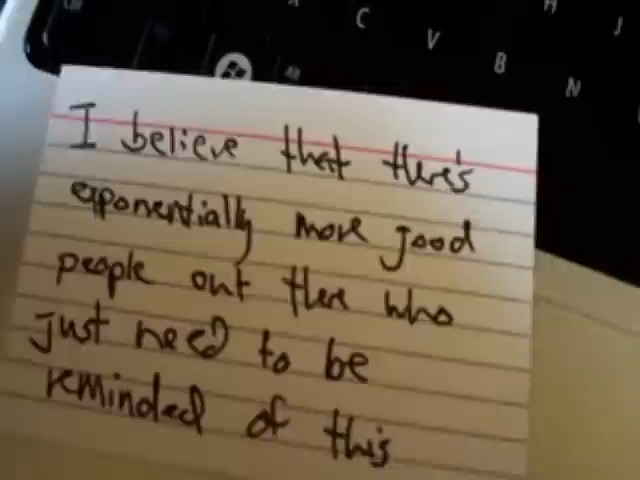 C
V
B
N
J
I believe that there's
exponentially more good
people out there who
just need to be
reminded of this